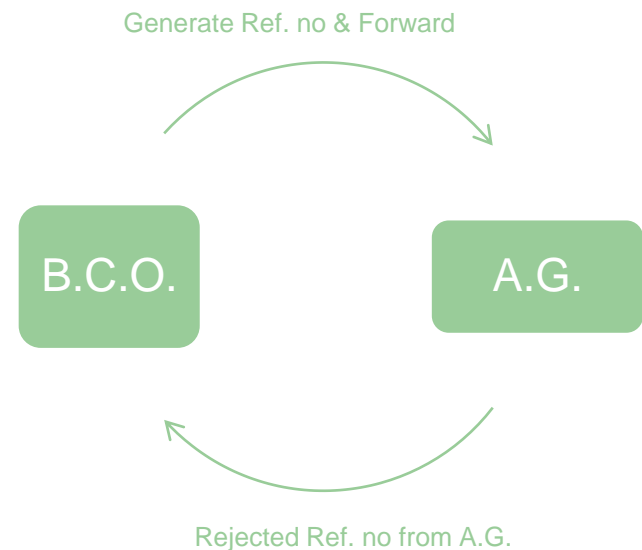 Generate Ref. no & Forward
B.C.O.
A.G.
Rejected Ref. no from A.G.